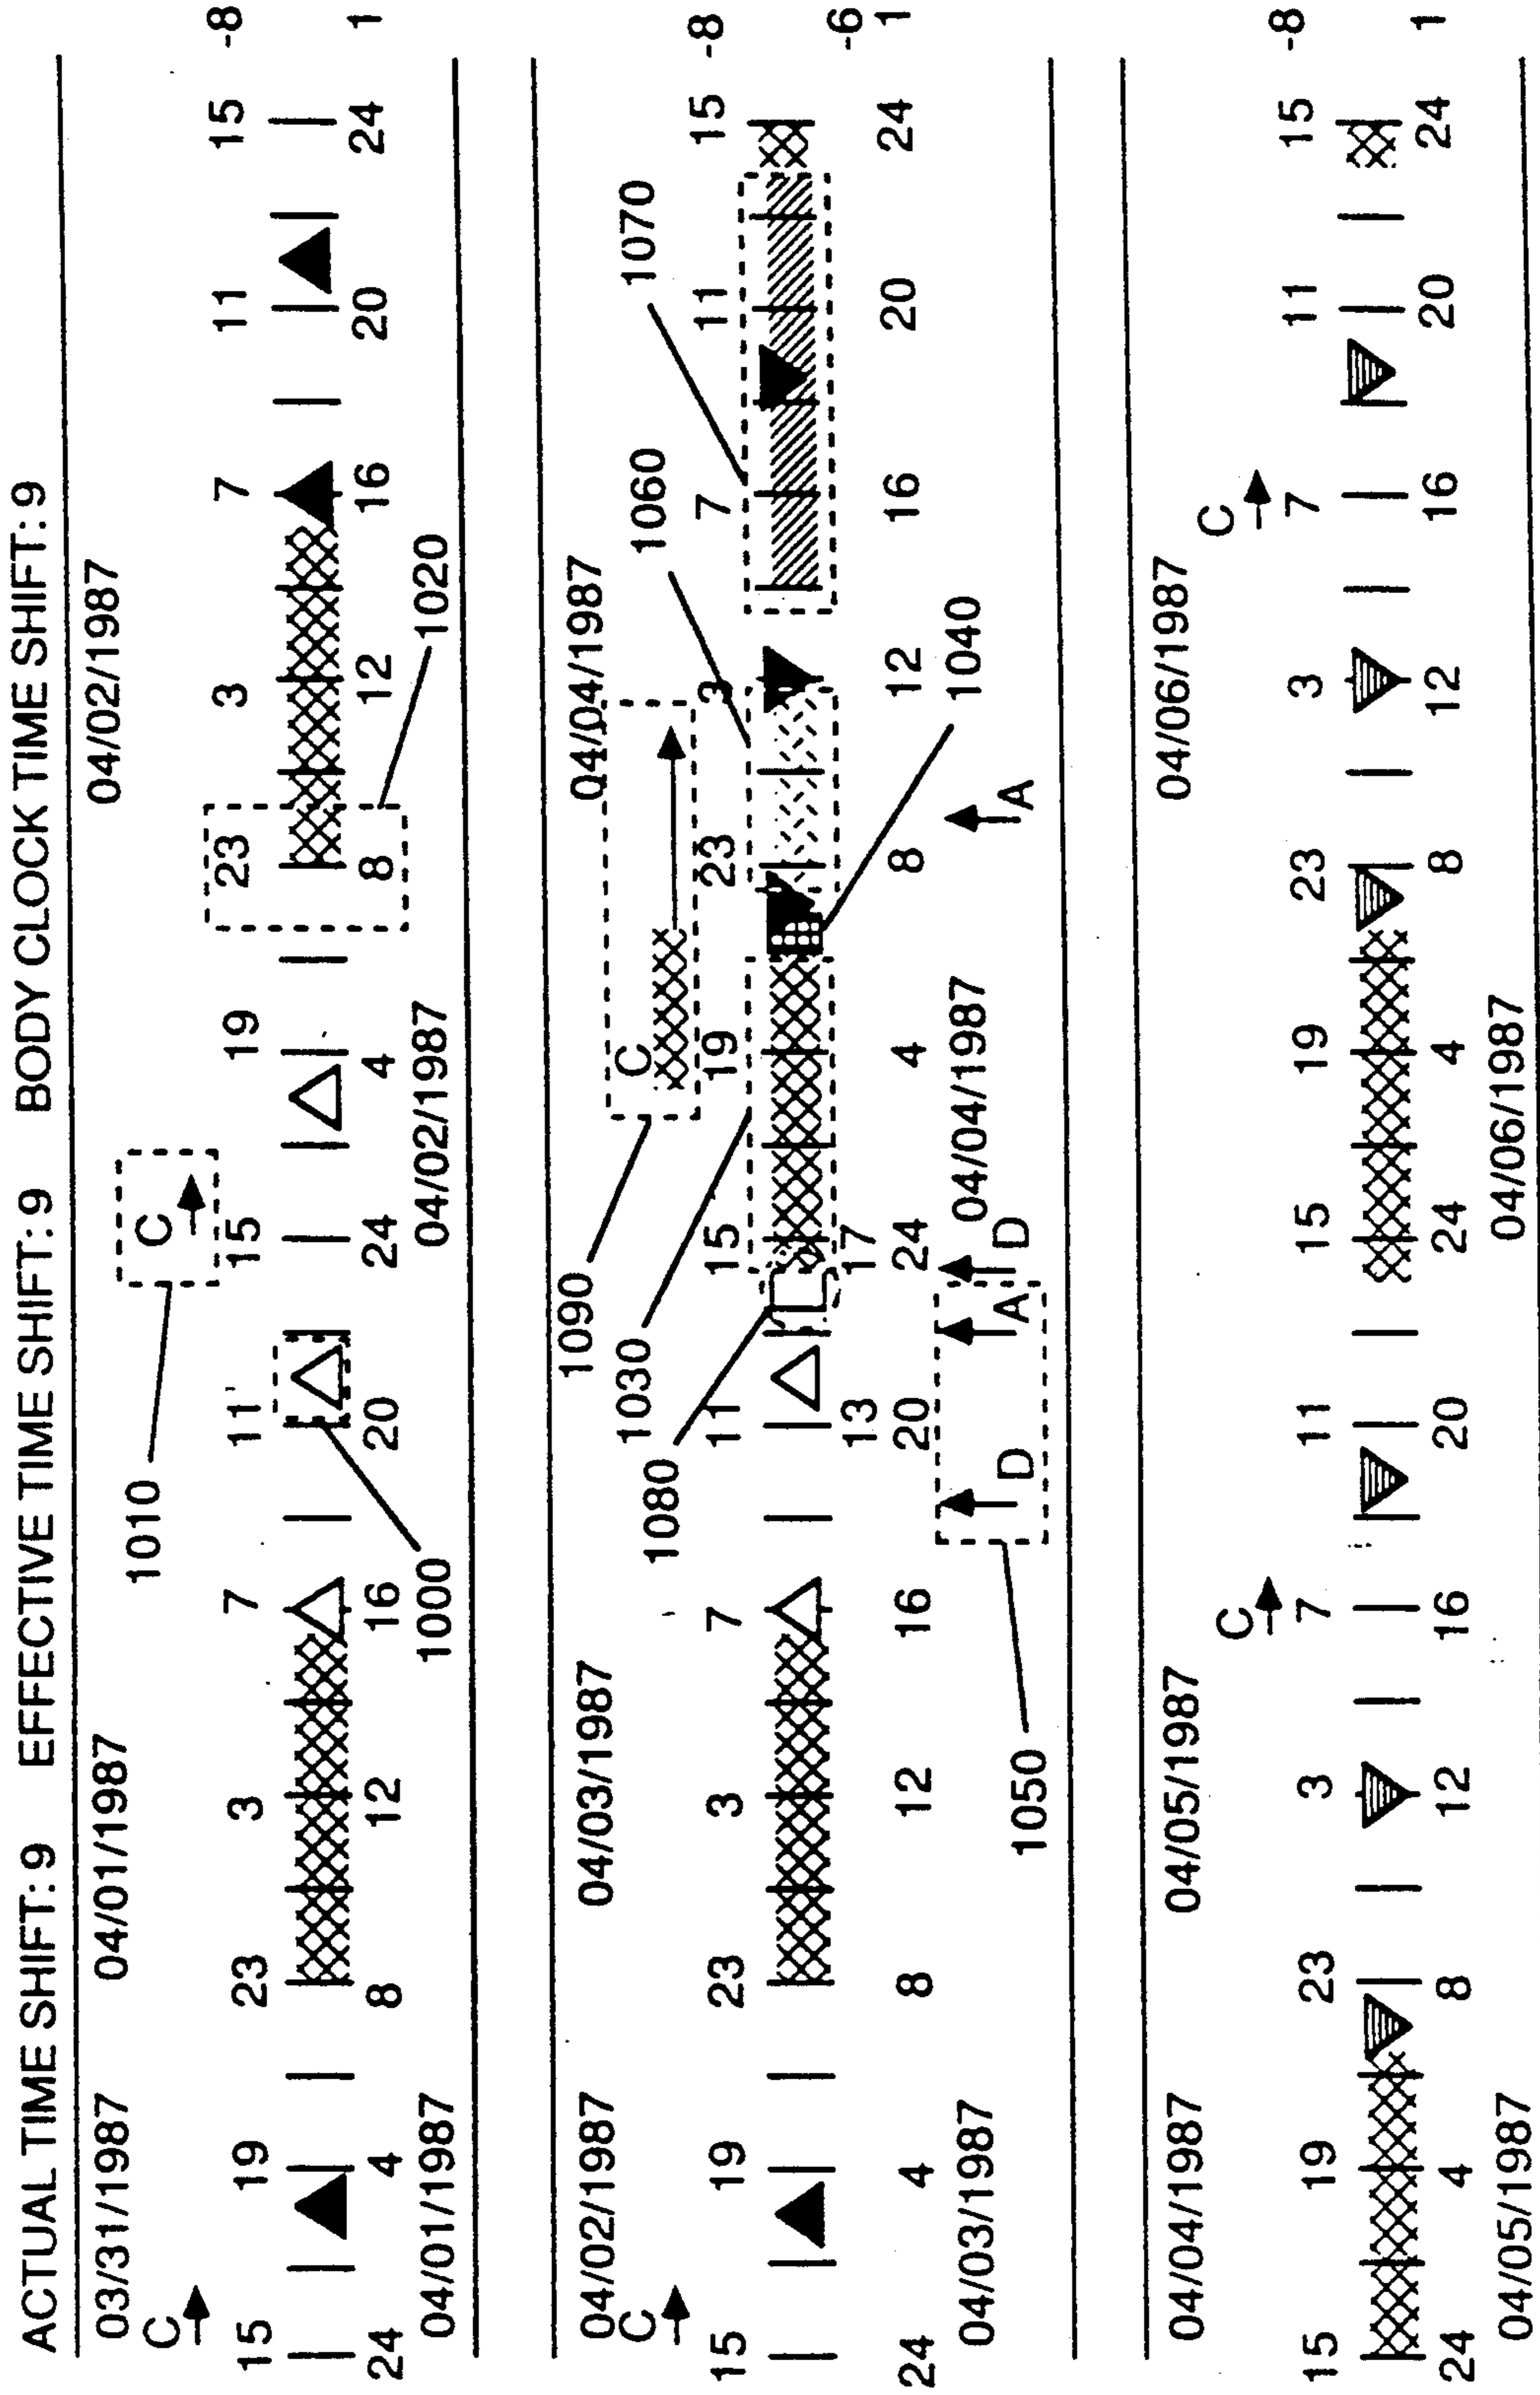 ACTUAL TIME SHIFT: 9 EFFECTIVE TIME SHIFT: 9 BODY CLOCK TIME SHIFT: 9
03/31/1987 04/01/1987 04/02/1987
C 1010 C
15 19 23 3 7 11 15 19 23 3 7 11 15 -8
24 4 8 12 16 20 24 4 8 12 16 20 24 1
04/01/1987 1000 04/02/1987 1020
04/02/1987 04/03/1987 04/04/1987
C 1080 1030 1090 C 1060 1070
15 19 23 3 7 11 15 19 23 3 7 11 15 -8
13 17 -6
24 4 8 12 16 20 24 4 8 12 16 20 24 1
04/03/1987 04/04/1987 1040
1050 D A D A
04/04/1987 04/05/1987 04/06/1987
C C
15 19 23 3 7 11 15 19 23 3 7 11 15 -8
24 4 8 12 16 20 24 4 8 12 16 20 24 1
04/05/1987 04/06/1987